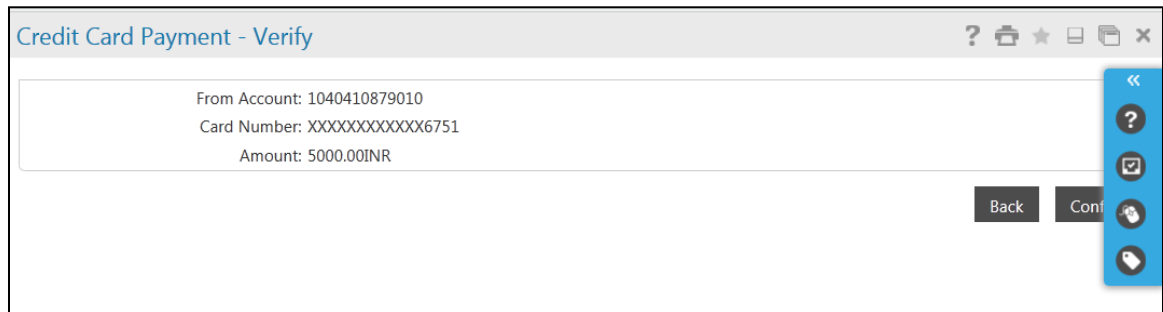 Credit Card Payment - Verify
From Account: 1040410879010
Card Number: XXXXXXXXXXXX6751
Amount: 5000.00INR
Back